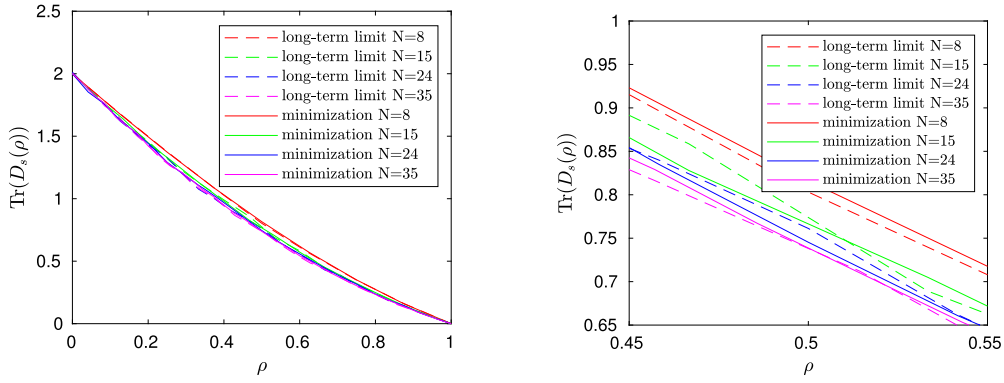 2.5
2
1.5
1
0.5
0
Tr(D_s(ρ))
long-term limit N=8
long-term limit N=15
long-term limit N=24
long-term limit N=35
minimization N=8
minimization N=15
minimization N=24
minimization N=35
0 0.2 0.4 0.6 0.8 1
ρ
1
0.95
0.9
0.85
0.8
0.75
0.7
0.65
Tr(D_s(ρ))
long-term limit N=8
long-term limit N=15
long-term limit N=24
long-term limit N=35
minimization N=8
minimization N=15
minimization N=24
minimization N=35
0.45 0.5 0.55
ρ